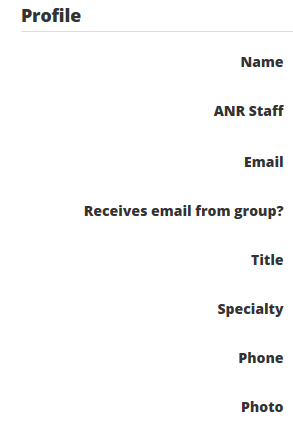 Profile
Name
ANR Staff
Email
Receives email from group?
Title
Specialty
Phone
Photo